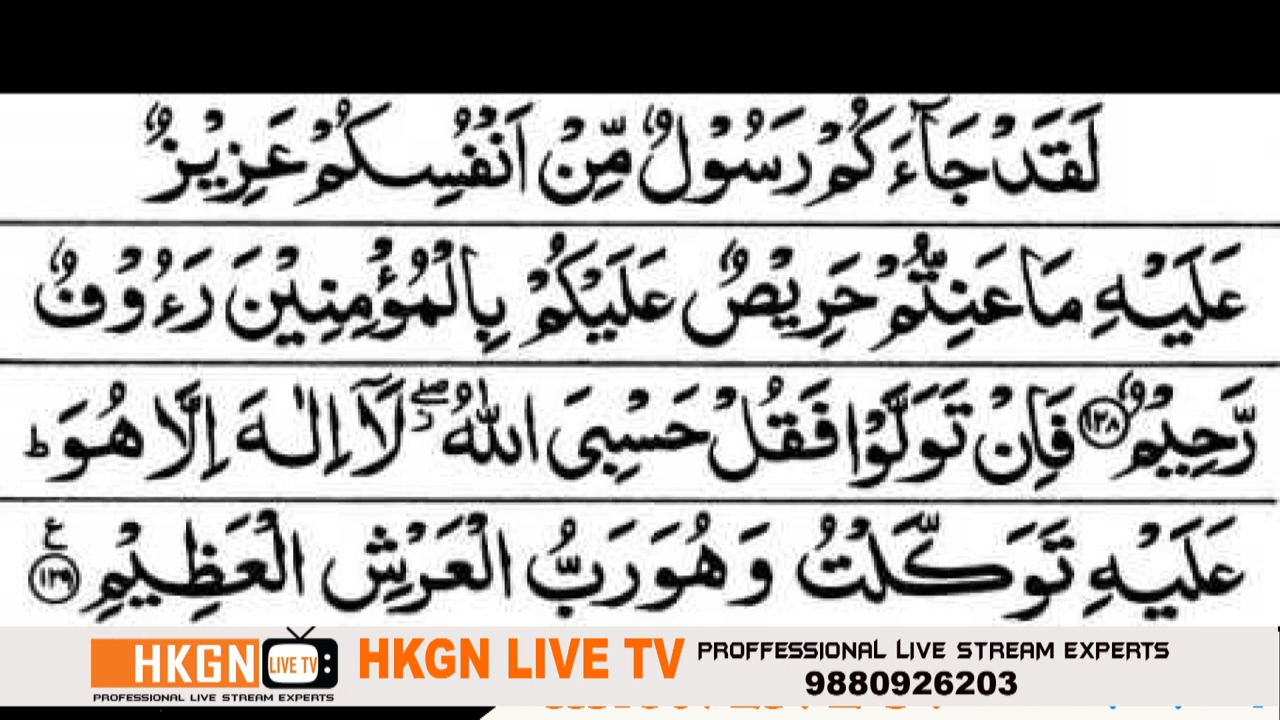 لَقَدْ جَآءَكُمْ رَسُوْلٌ مِّنْ اَنْفُسِكُمْ عَزِيْزٌ
عَلَيْهِ مَا عَنِتُّمْ حَرِيْصٌ عَلَيْكُمْ بِالْمُؤْمِنِيْنَ رَءُوْفٌ
رَّحِيْمٌ ۝١٢٨ فَاِنْ تَوَلَّوْا فَقُلْ حَسْبِىَ اللّٰهُ ۖ لَآ اِلٰهَ اِلَّا هُوَ ؕ
عَلَيْهِ تَوَكَّلْتُ وَهُوَ رَبُّ الْعَرْشِ الْعَظِيْمِ ۝١٢٩ ع
HKGN LIVE TV
PROFESSIONAL LIVE STREAM EXPERTS
HKGN LIVE TV
PROFFESSIONAL LIVE STREAM EXPERTS
9880926203